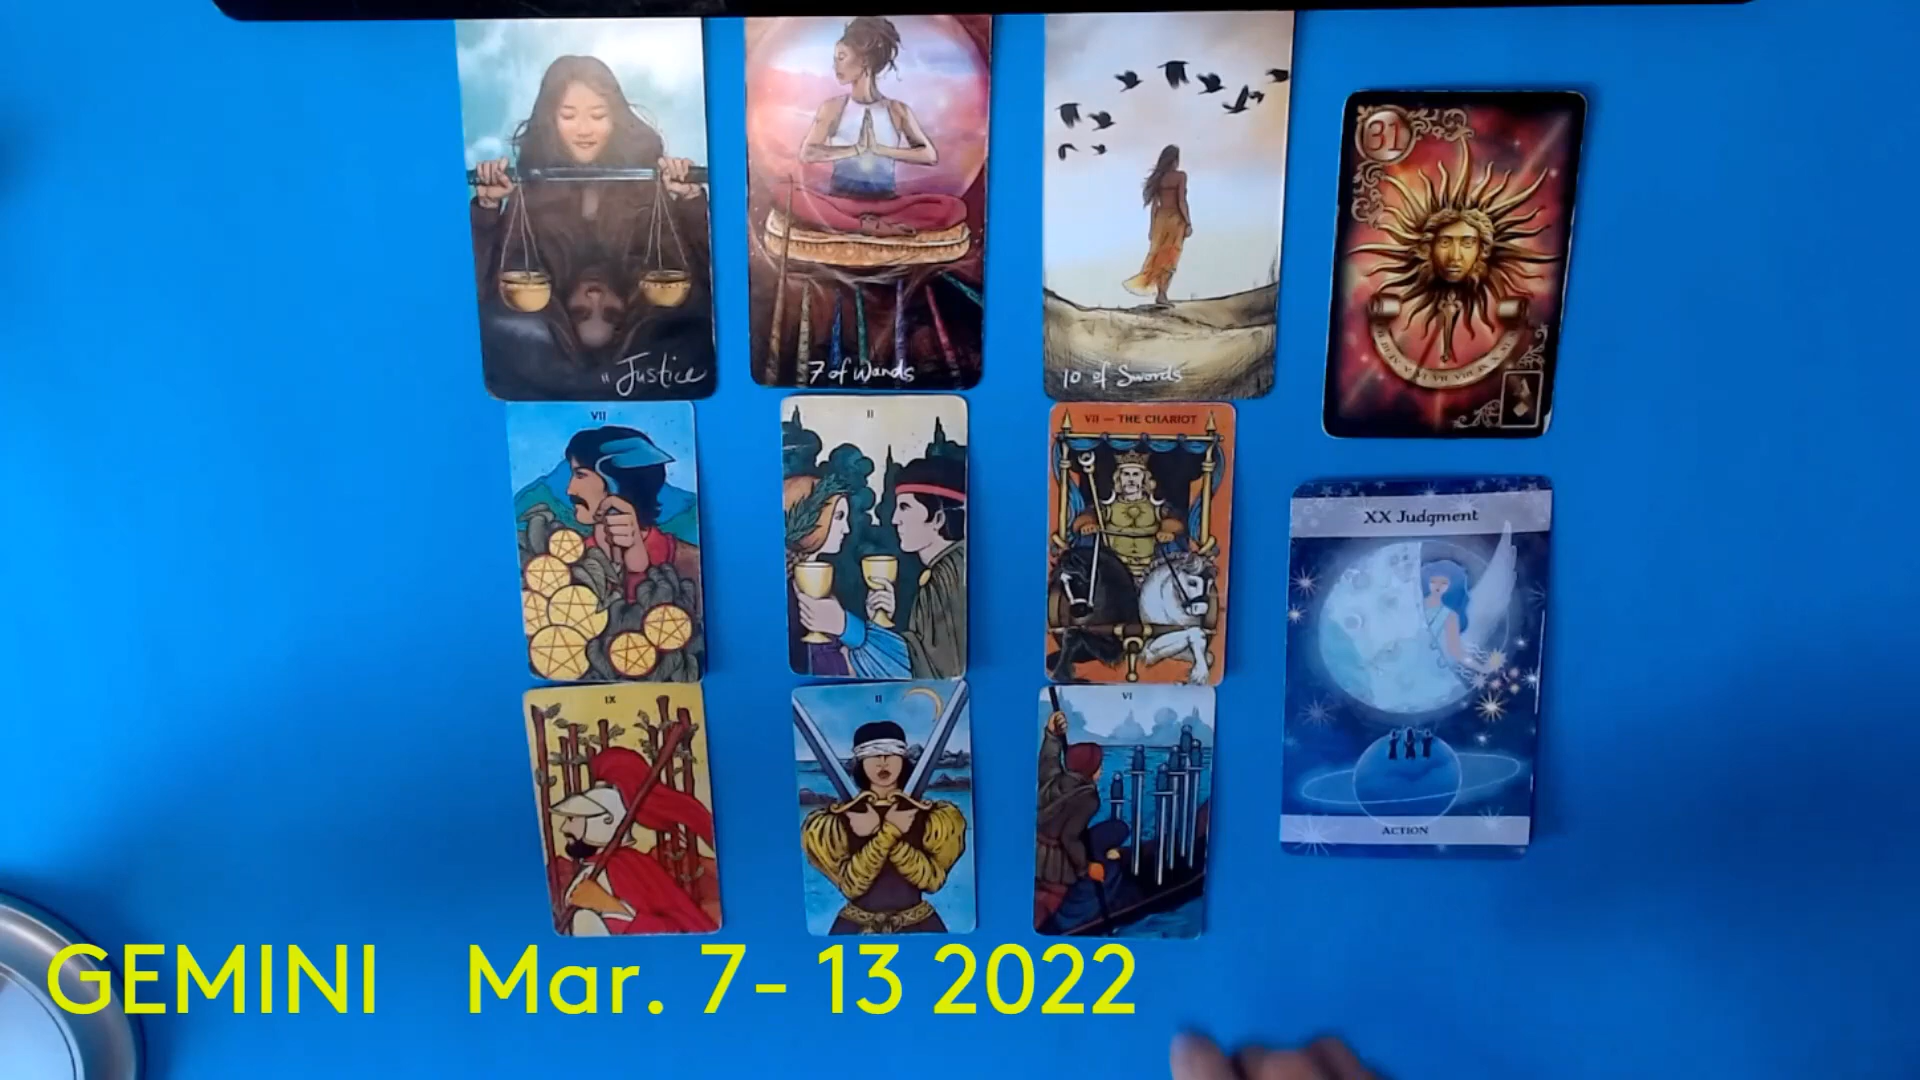 11 Justice
7 of Wands
10 of Swords
31
A
VII
II
VII — THE CHARIOT
XX Judgment
IX
II
VI
ACTION
GEMINI Mar. 7- 13 2022